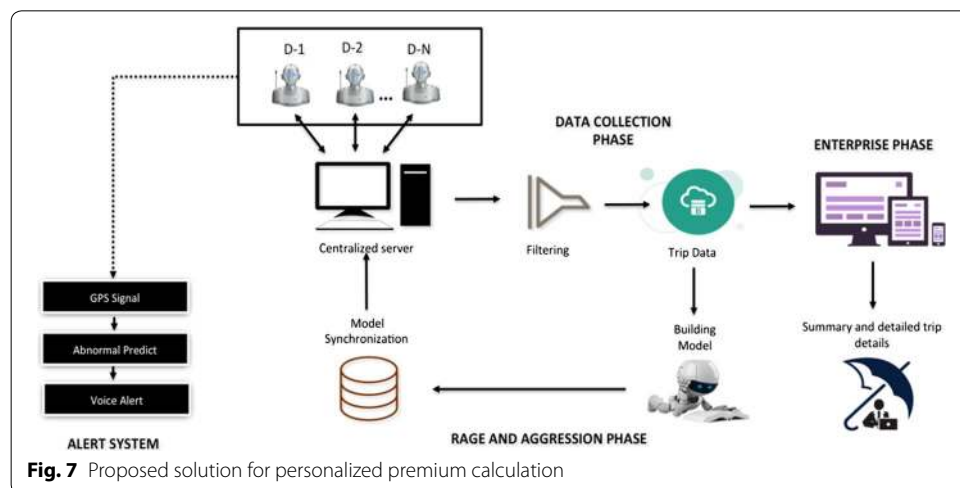 D-1
D-2
D-N
...
DATA COLLECTION
PHASE
ENTERPRISE PHASE
Centralized server
Filtering
Trip Data
GPS Signal
Abnormal Predict
Voice Alert
ALERT SYSTEM
Model
Synchronization
Building
Model
Summary and detailed trip
details
RAGE AND AGGRESSION PHASE
Fig. 7 Proposed solution for personalized premium calculation